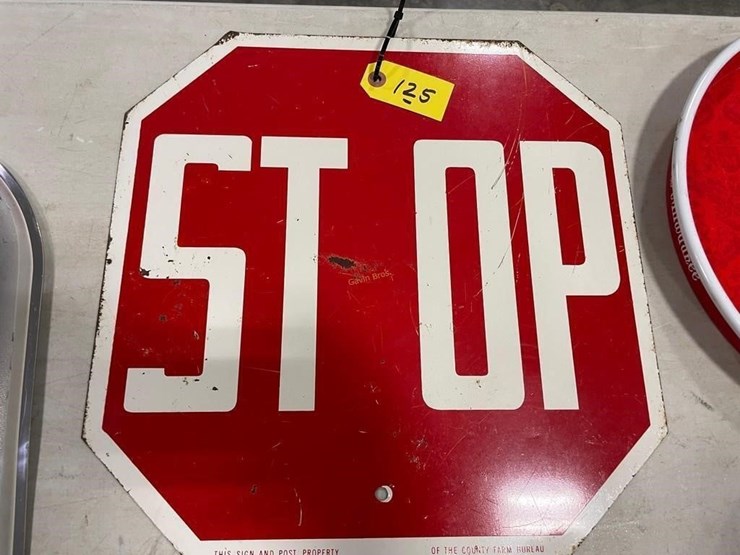 125
ST OP
Gavin Bros.
THIS SIGN AND POST PROPERTY OF THE COUNTY FARM BUREAU